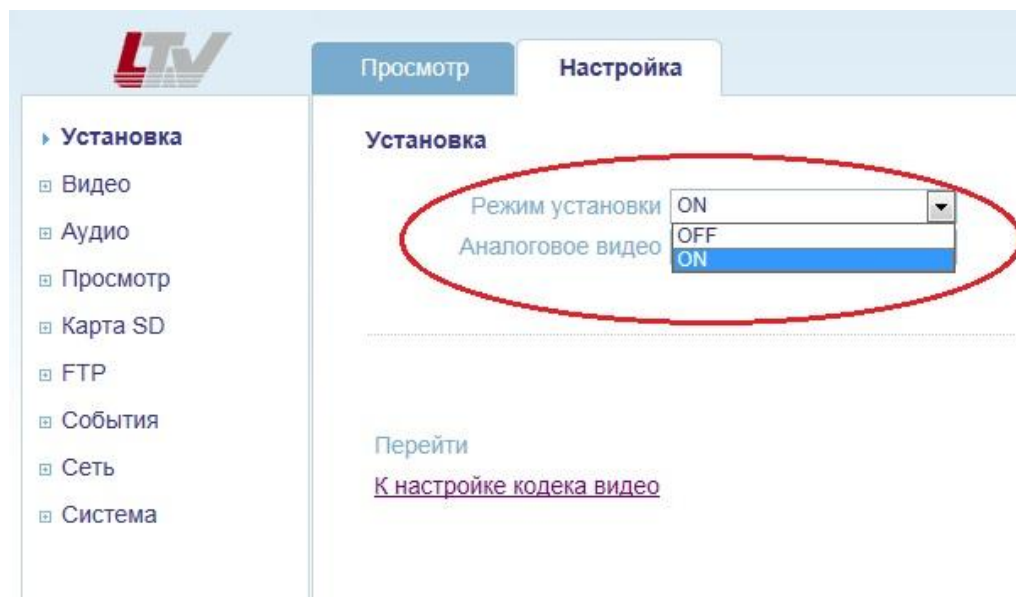 LTV
Просмотр
Настройка
Установка
Видео
Аудио
Просмотр
Карта SD
FTP
События
Сеть
Система
Установка
Режим установки ON
OFF
Аналоговое видео
ON
Перейти
К настройке кодека видео